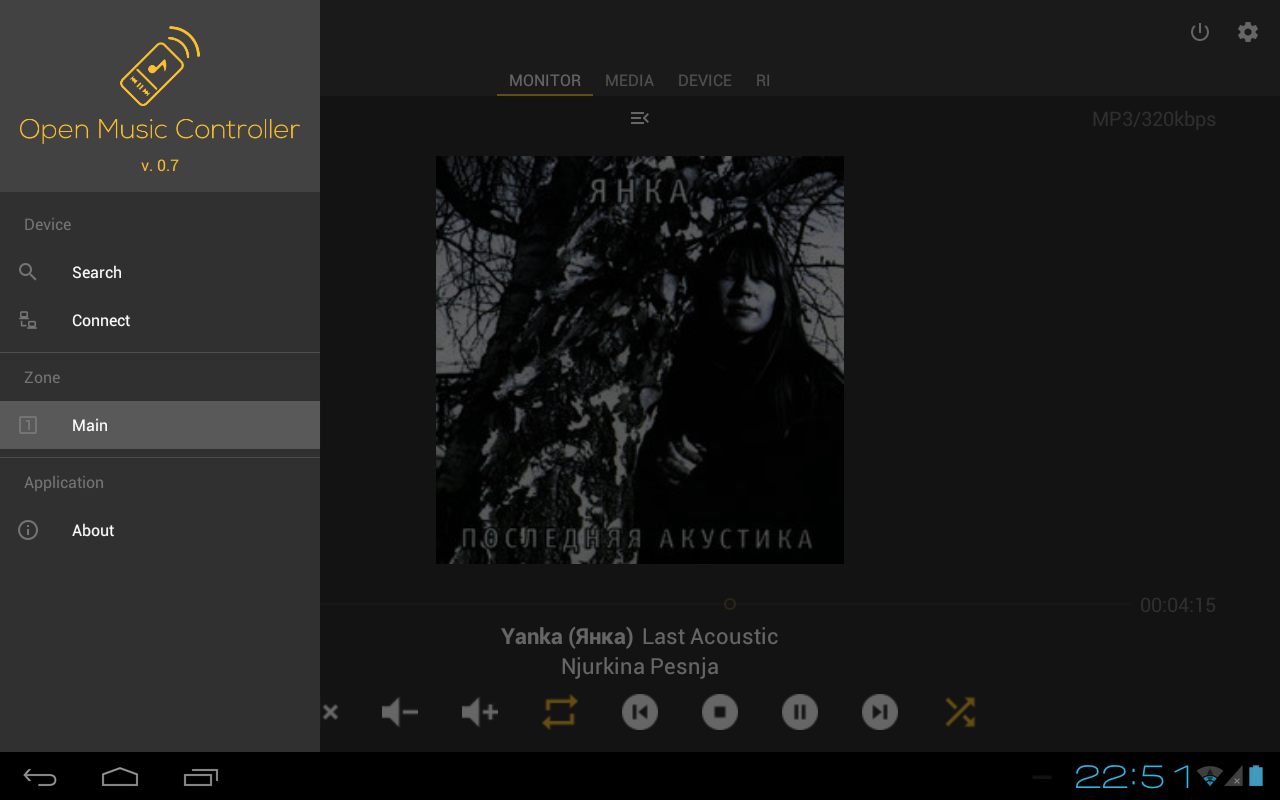 Open Music Controller
v. 0.7
Device
Search
Connect
Zone
1 Main
Application
About
MONITOR MEDIA DEVICE RI
MP3/320kbps
ЯНКА
ПОСЛЕДНЯЯ АКУСТИКА
00:04:15
Yanka (Янка) Last Acoustic
Njurkina Pesnja
22:51